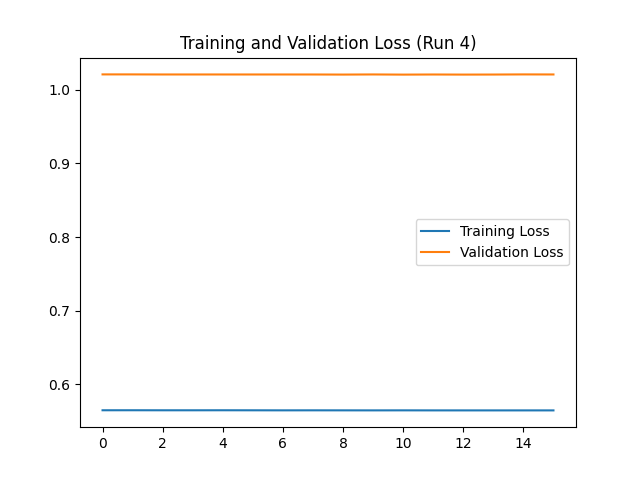 Training and Validation Loss (Run 4)
1.0
0.9
0.8
0.7
0.6
Training Loss
Validation Loss
0 2 4 6 8 10 12 14